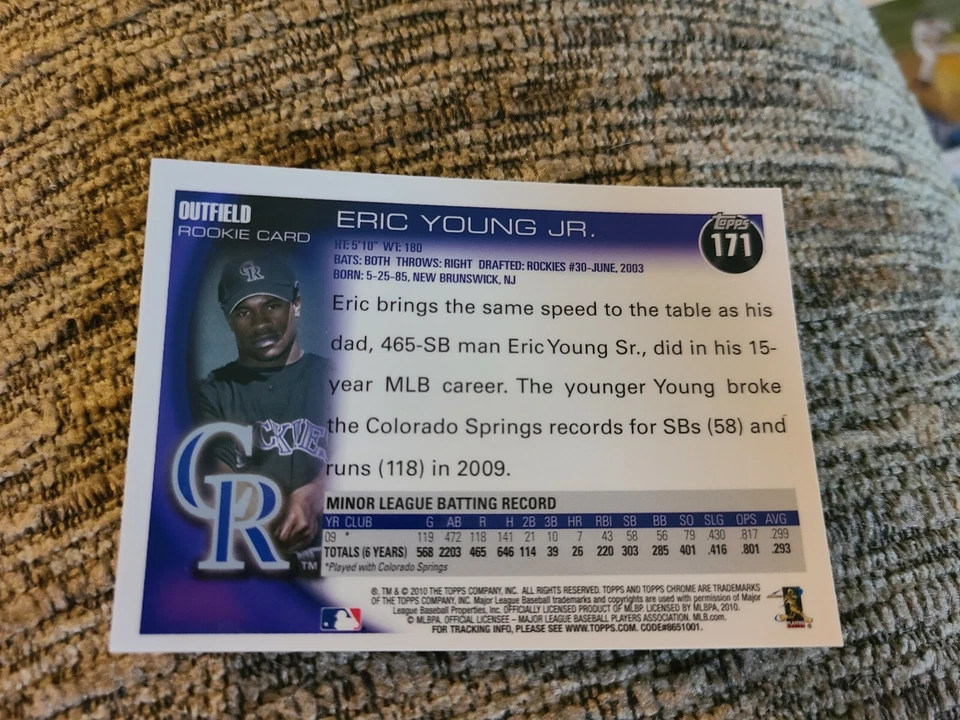 OUTFIELD
ROOKIE CARD
ERIC YOUNG JR.
Topps
171
HT: 5'10" WT: 180
BATS: BOTH THROWS: RIGHT DRAFTED: ROCKIES #30-JUNE, 2003
BORN: 5-25-85, NEW BRUNSWICK, NJ
CR
CKIE
CR
TM
Eric brings the same speed to the table as his
dad, 465-SB man Eric Young Sr., did in his 15-
year MLB career. The younger Young broke
the Colorado Springs records for SBs (58) and
runs (118) in 2009.
MINOR LEAGUE BATTING RECORD
YR CLUB G AB R H 2B 3B HR RBI SB BB SO SLG OPS AVG
09 * 119 472 118 141 21 10 7 43 58 56 79 .430 .817 .299
TOTALS (6 YEARS) 568 2203 465 646 114 39 26 220 303 285 401 .416 .801 .293
*Played with Colorado Springs
®, TM & © 2010 THE TOPPS COMPANY, INC. ALL RIGHTS RESERVED. TOPPS AND TOPPS CHROME ARE TRADEMARKS
OF THE TOPPS COMPANY, INC. Major League Baseball trademarks and copyrights are used with permission of Major
League Baseball Properties, Inc. OFFICIALLY LICENSED PRODUCT OF MLBP. LICENSED BY MLBPA, 2010.
© MLBPA. OFFICIAL LICENSEE – MAJOR LEAGUE BASEBALL PLAYERS ASSOCIATION. MLB.com.
FOR TRACKING INFO, PLEASE SEE WWW.TOPPS.COM. CODE#8651001.